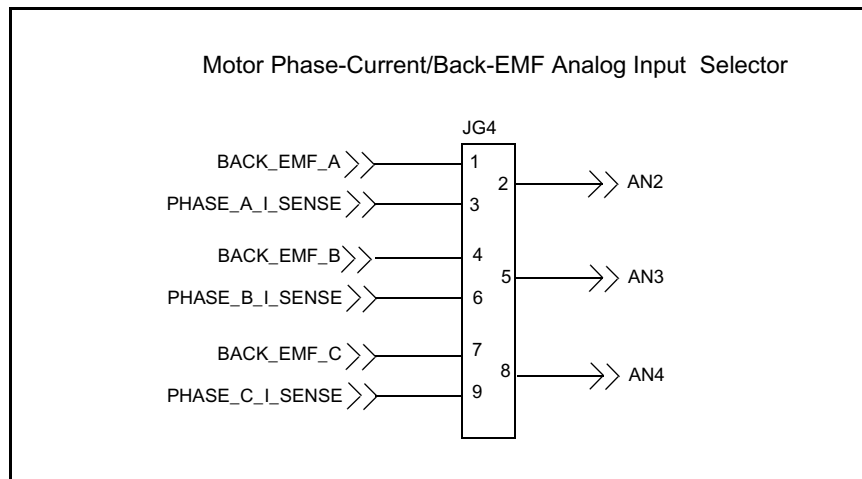 Motor Phase-Current/Back-EMF Analog Input Selector
JG4
BACK_EMF_A 1
2 AN2
PHASE_A_I_SENSE 3
BACK_EMF_B 4
5 AN3
PHASE_B_I_SENSE 6
BACK_EMF_C 7
8 AN4
PHASE_C_I_SENSE 9